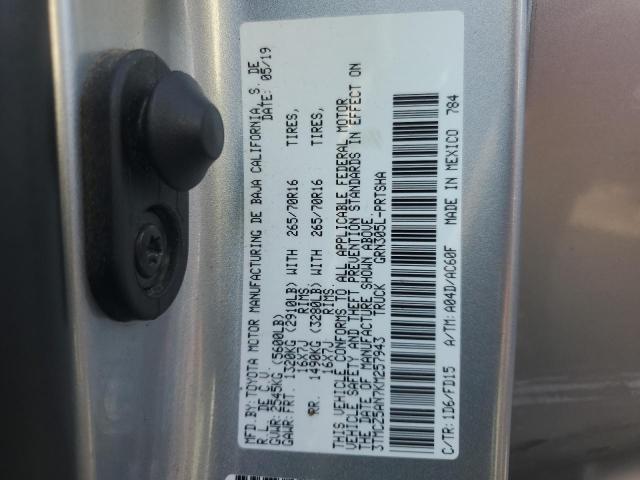 MFD.BY:TOYOTA MOTOR MANUFACTURING DE BAJA CALIFORNIA, S. DE
R. L. DE C. V. DATE: 05/19
GVWR: 2545KG (5600LB)
GAWR: FRT. 1320KG (2910LB) WITH 265/70R16 TIRES,
16X7J RIMS.
RR. 1490KG (3280LB) WITH 265/70R16 TIRES,
16X7J RIMS.
THIS VEHICLE CONFORMS TO ALL APPLICABLE FEDERAL MOTOR
VEHICLE SAFETY AND THEFT PREVENTION STANDARDS IN EFFECT ON
THE DATE OF MANUFACTURE SHOWN ABOVE.
3TMCZ5AN7KM257943 TRUCK GRN305L-PRTSHA
C/TR:1D6/FD15 A/TM:A04D/AC60F MADE IN MEXICO 784